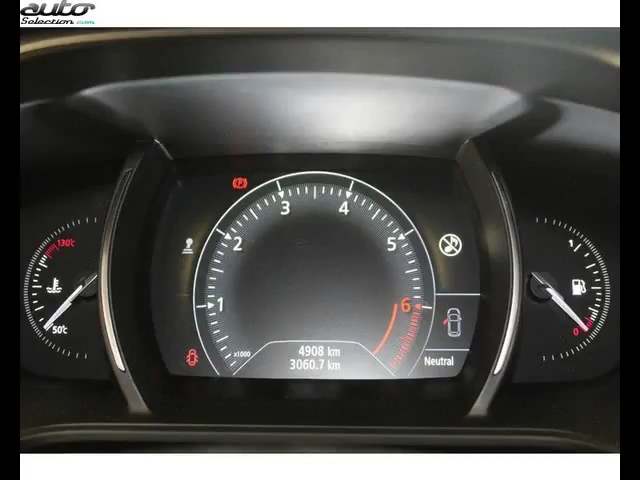 auto
Selection.com
P
3
4
2
5
1
6
130°C
50°C
1
0
x1000
4908 km
3060.7 km
Neutral